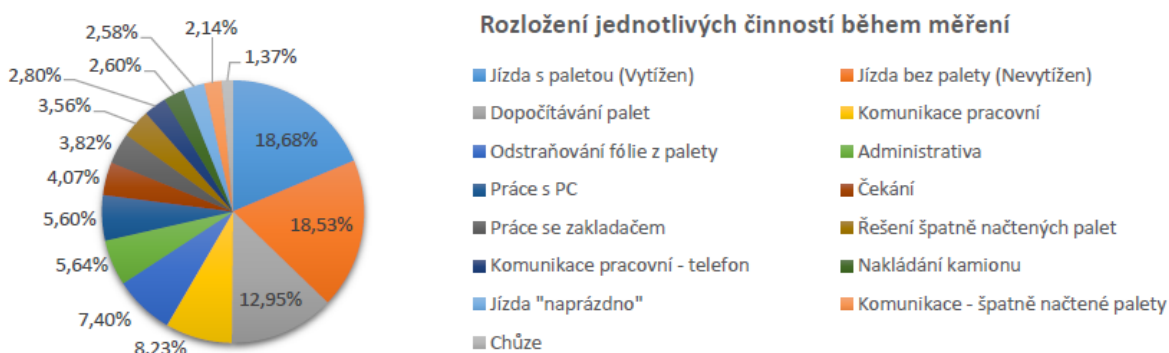 Rozložení jednotlivých činností během měření
2,14%
2,58%
1,37%
2,60%
2,80%
3,56%
3,82%
4,07%
5,60%
5,64%
7,40%
8,23%
12,95%
18,53%
18,68%
Jízda s paletou (Vytížen)
Jízda bez palety (Nevytížen)
Dopočítávání palet
Komunikace pracovní
Odstraňování fólie z palety
Administrativa
Práce s PC
Čekání
Práce se zakladačem
Řešení špatně načtených palet
Komunikace pracovní - telefon
Nakládání kamionu
Jízda "naprázdno"
Komunikace - špatně načtené palety
Chůze